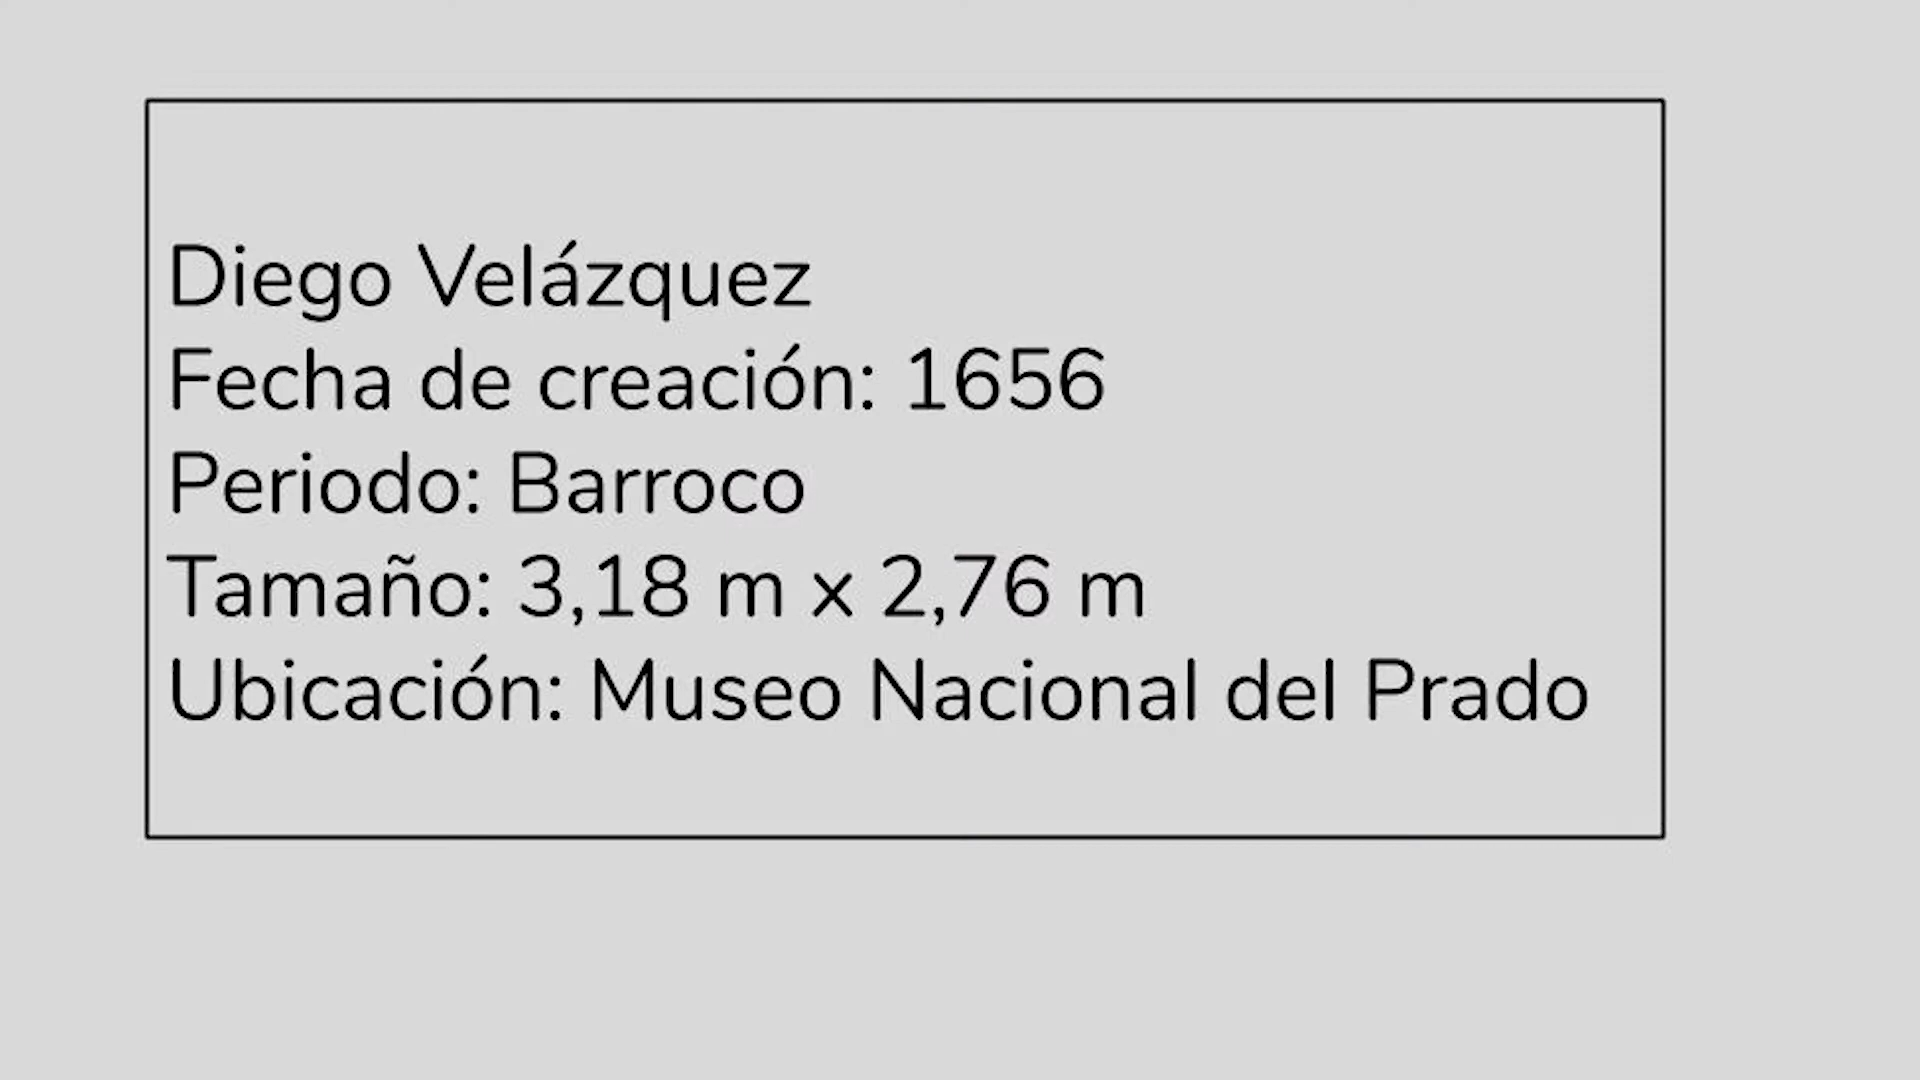 Diego Velázquez
Fecha de creación: 1656
Periodo: Barroco
Tamaño: 3,18 m x 2,76 m
Ubicación: Museo Nacional del Prado